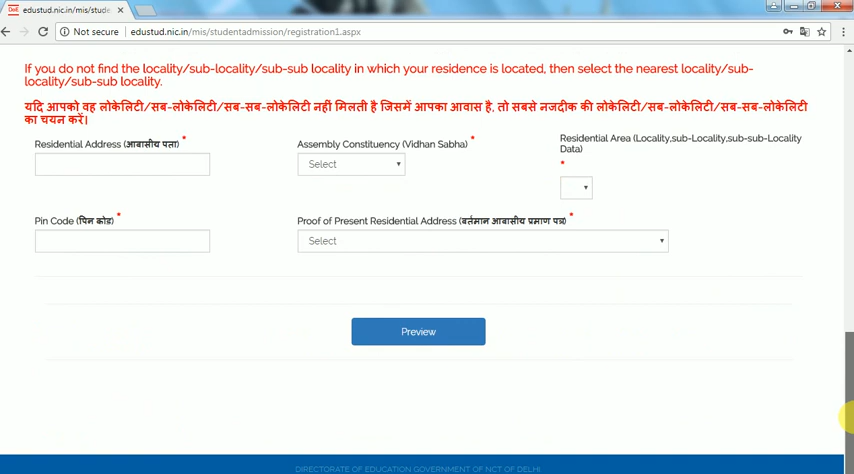 DoE edustud.nic.in/mis/stude
Not secure | edustud.nic.in/mis/studentadmission/registration1.aspx
If you do not find the locality/sub-locality/sub-sub locality in which your residence is located, then select the nearest locality/sub-
locality/sub-sub locality.
यदि आपको वह लोकेलिटी/सब-लोकेलिटी/सब-सब-लोकेलिटी नहीं मिलती है जिसमें आपका आवास है, तो सबसे नजदीक की लोकेलिटी/सब-लोकेलिटी/सब-सब-लोकेलिटी
का चयन करें।
Residential Address (आबासीय पता) *
Assembly Constituency (Vidhan Sabha) *
Residential Area (Locality,sub-Locality,sub-sub-Locality
Data)
*
Select
Pin Code (पिन कोड) *
Proof of Present Residential Address (वर्तमान आबासीय प्रमाण पत्र) *
Select
Preview
DIRECTORATE OF EDUCATION GOVERNMENT OF NCT OF DELHI